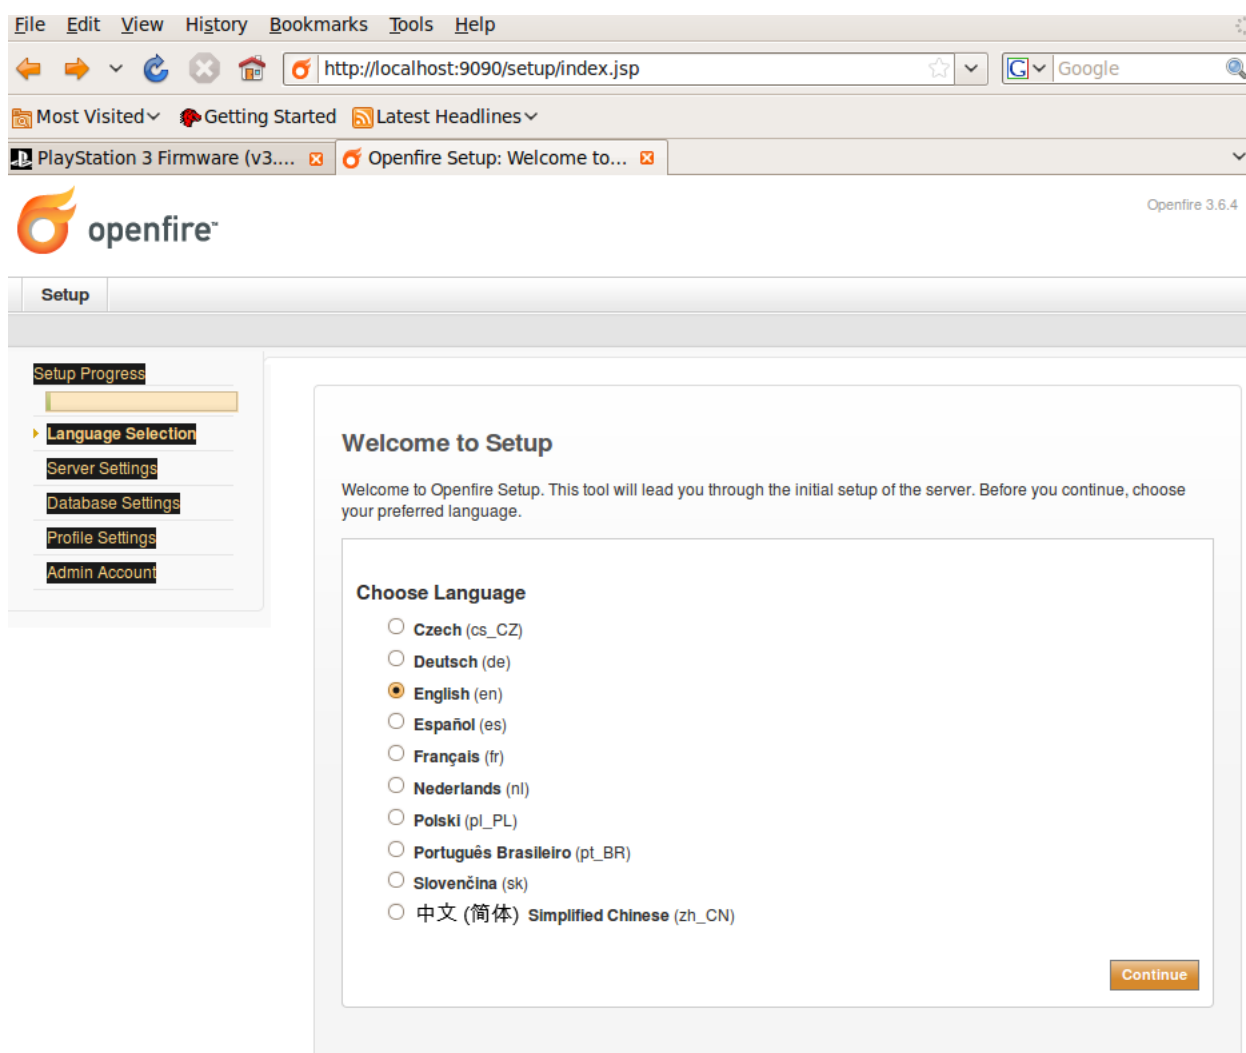 File Edit View History Bookmarks Tools Help
http://localhost:9090/setup/index.jsp
G Google
Most Visited Getting Started Latest Headlines
PlayStation 3 Firmware (v3.... Openfire Setup: Welcome to...
openfire™
Openfire 3.6.4
Setup
Setup Progress
Language Selection
Server Settings
Database Settings
Profile Settings
Admin Account
Welcome to Setup
Welcome to Openfire Setup. This tool will lead you through the initial setup of the server. Before you continue, choose
your preferred language.
Choose Language
Czech (cs_CZ)
Deutsch (de)
English (en)
Español (es)
Français (fr)
Nederlands (nl)
Polski (pl_PL)
Português Brasileiro (pt_BR)
Slovenčina (sk)
中文 (简体) Simplified Chinese (zh_CN)
Continue